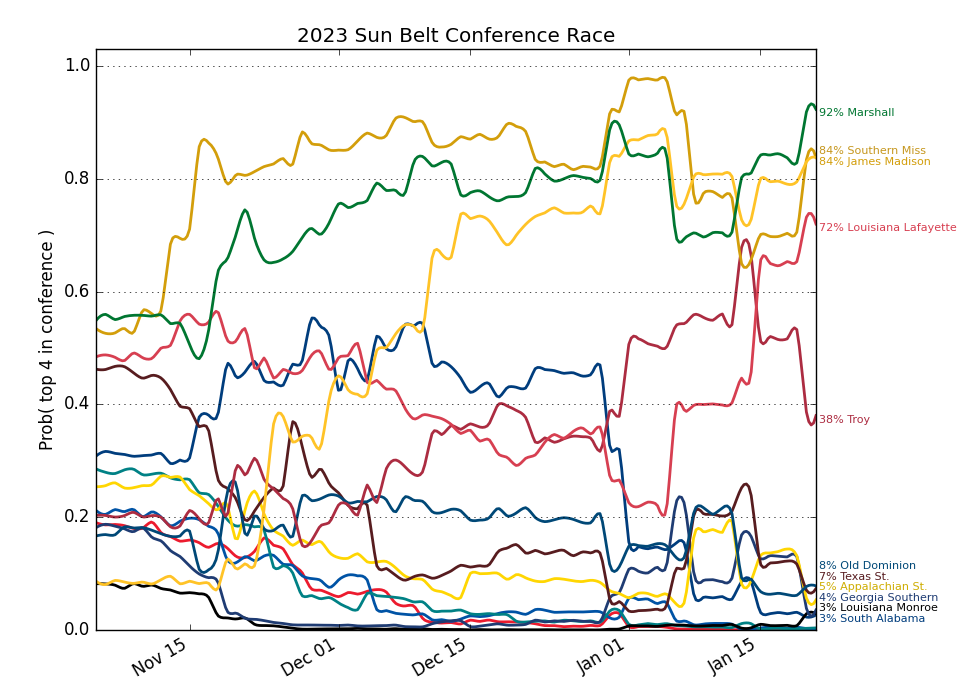 2023 Sun Belt Conference Race
Prob( top 4 in conference )
1.0
0.8
0.6
0.4
0.2
0.0
Nov 15
Dec 01
Dec 15
Jan 01
Jan 15
92% Marshall
84% Southern Miss
84% James Madison
72% Louisiana Lafayette
38% Troy
8% Old Dominion
7% Texas St.
5% Appalachian St.
4% Georgia Southern
3% Louisiana Monroe
3% South Alabama